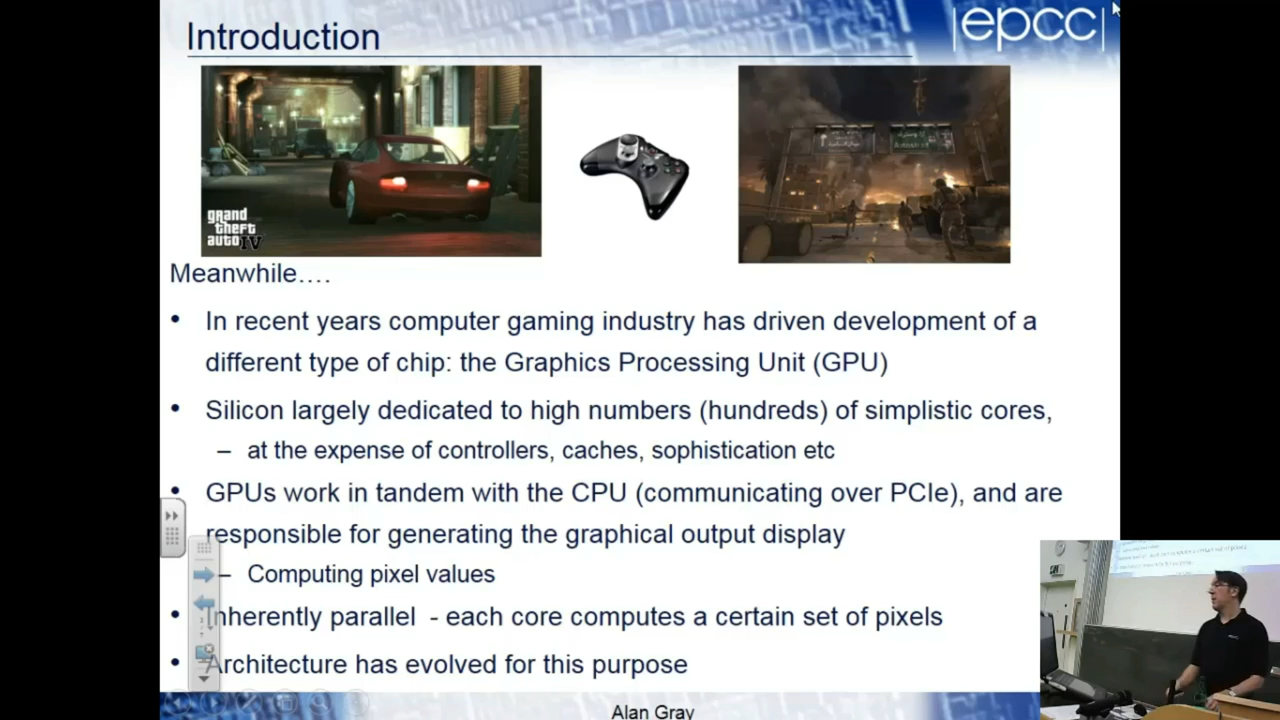 Introduction
|epcc|
grand
theft
auto IV
Meanwhile….
• In recent years computer gaming industry has driven development of a
different type of chip: the Graphics Processing Unit (GPU)
• Silicon largely dedicated to high numbers (hundreds) of simplistic cores,
– at the expense of controllers, caches, sophistication etc
• GPUs work in tandem with the CPU (communicating over PCIe), and are
responsible for generating the graphical output display
– Computing pixel values
• Inherently parallel - each core computes a certain set of pixels
• Architecture has evolved for this purpose
Alan Gray